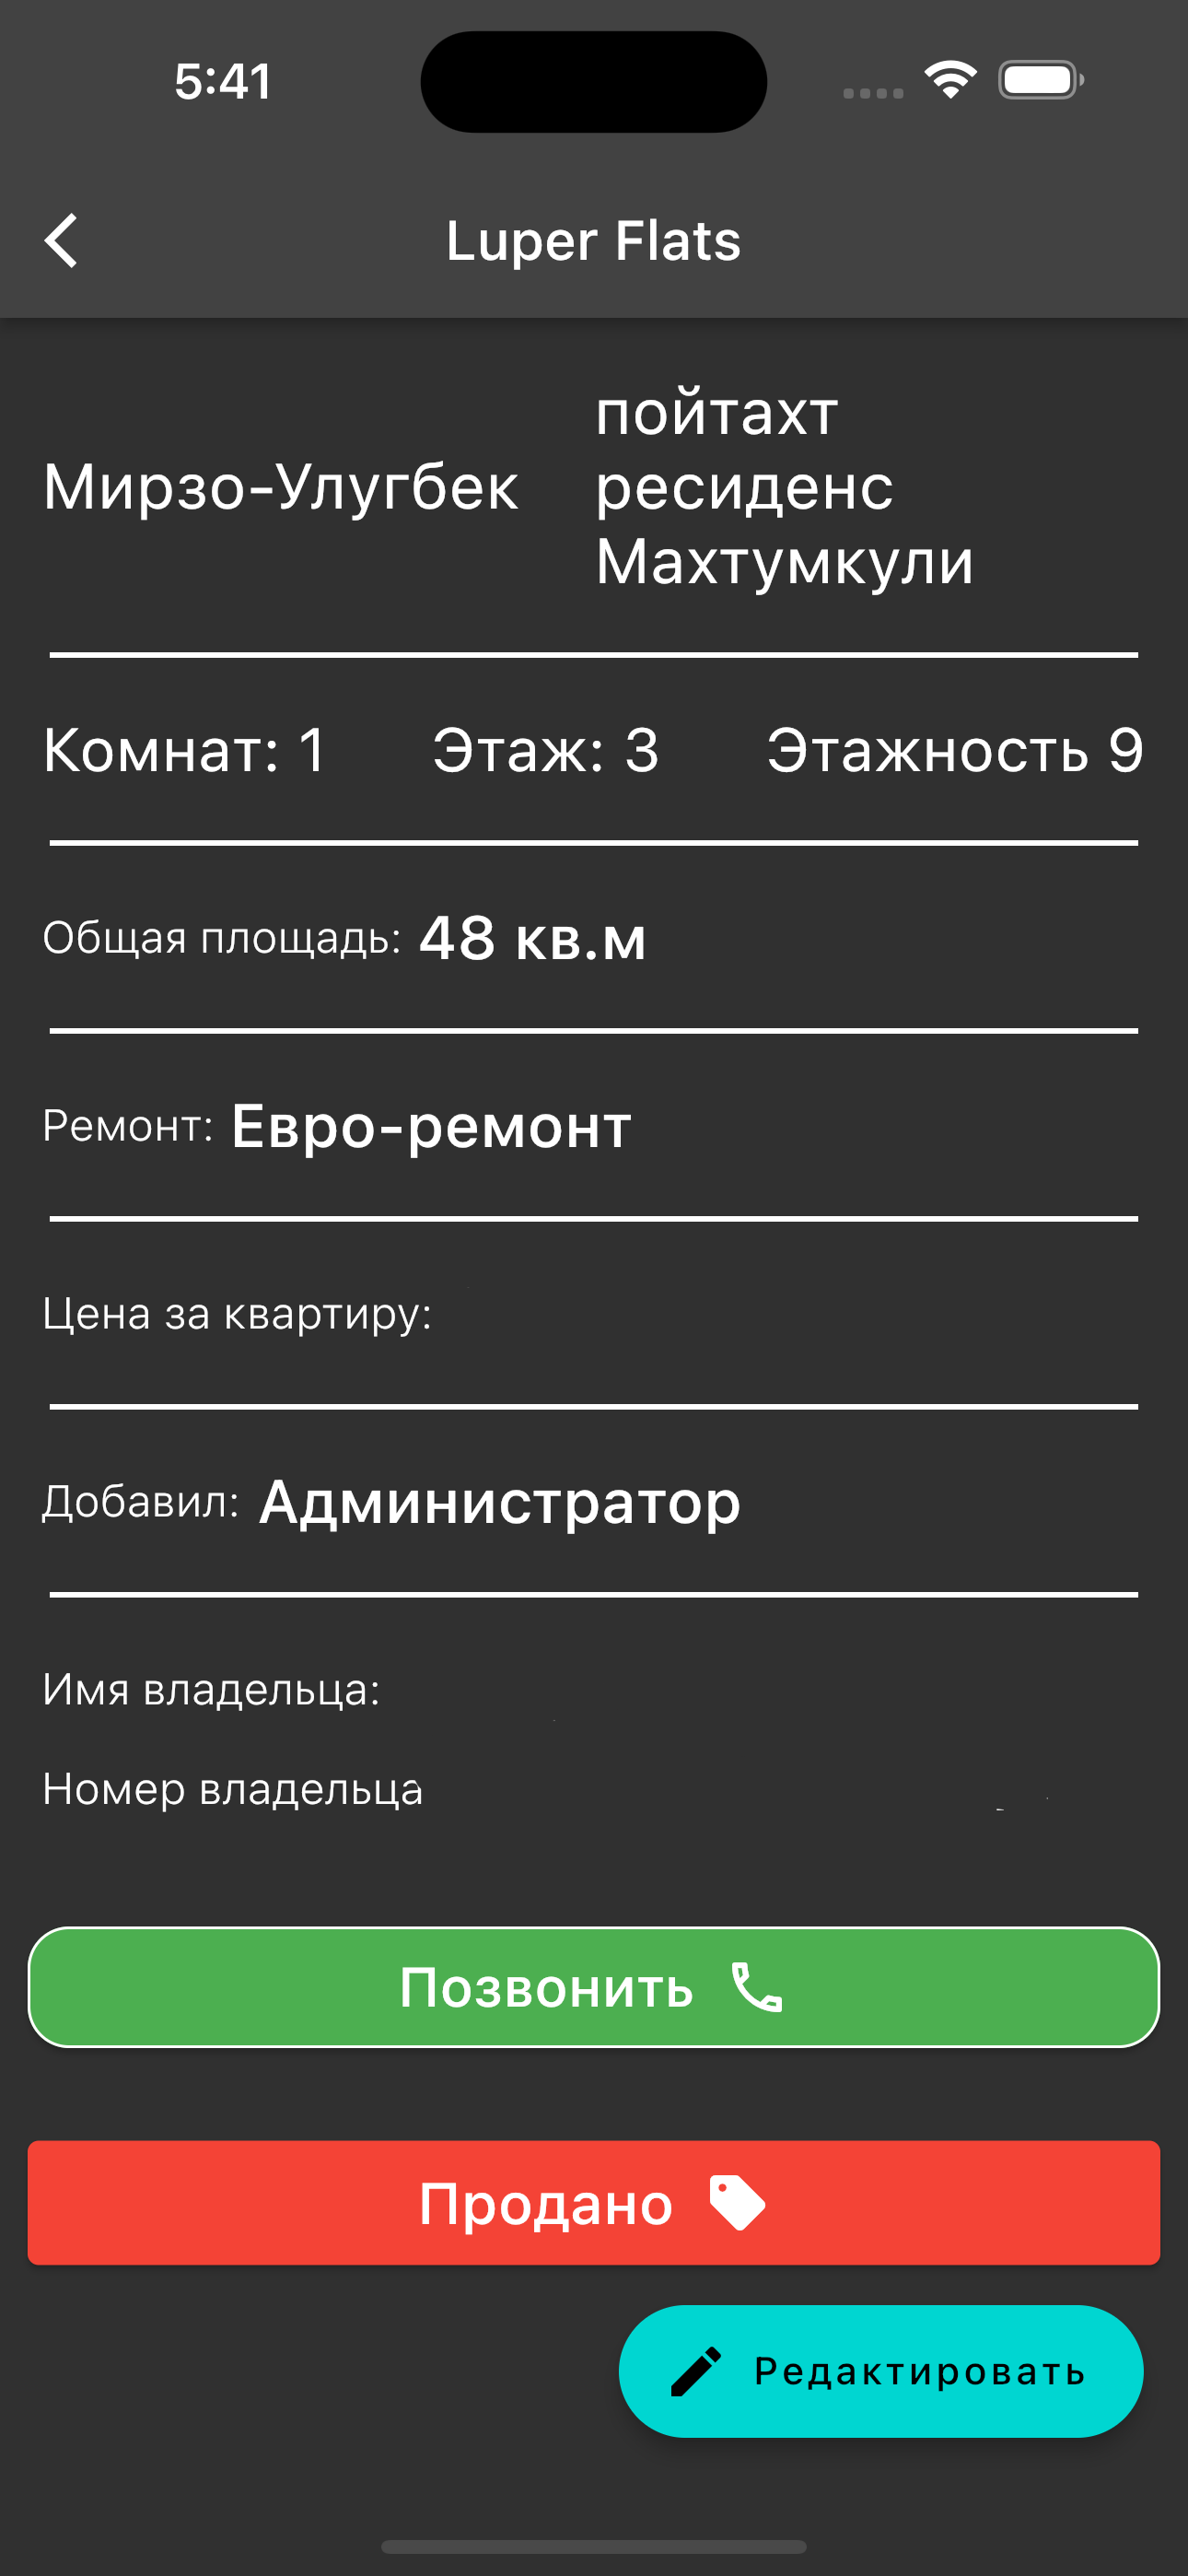 5:41
Luper Flats
Мирзо-Улугбек
пойтахт
ресиденс
Махтумкули
Комнат: 1 Этаж: 3 Этажность 9
Общая площадь: 48 кв.м
Ремонт: Евро-ремонт
Цена за квартиру:
Добавил: Администратор
Имя владельца:
Номер владельца
Позвонить
Продано
Редактировать